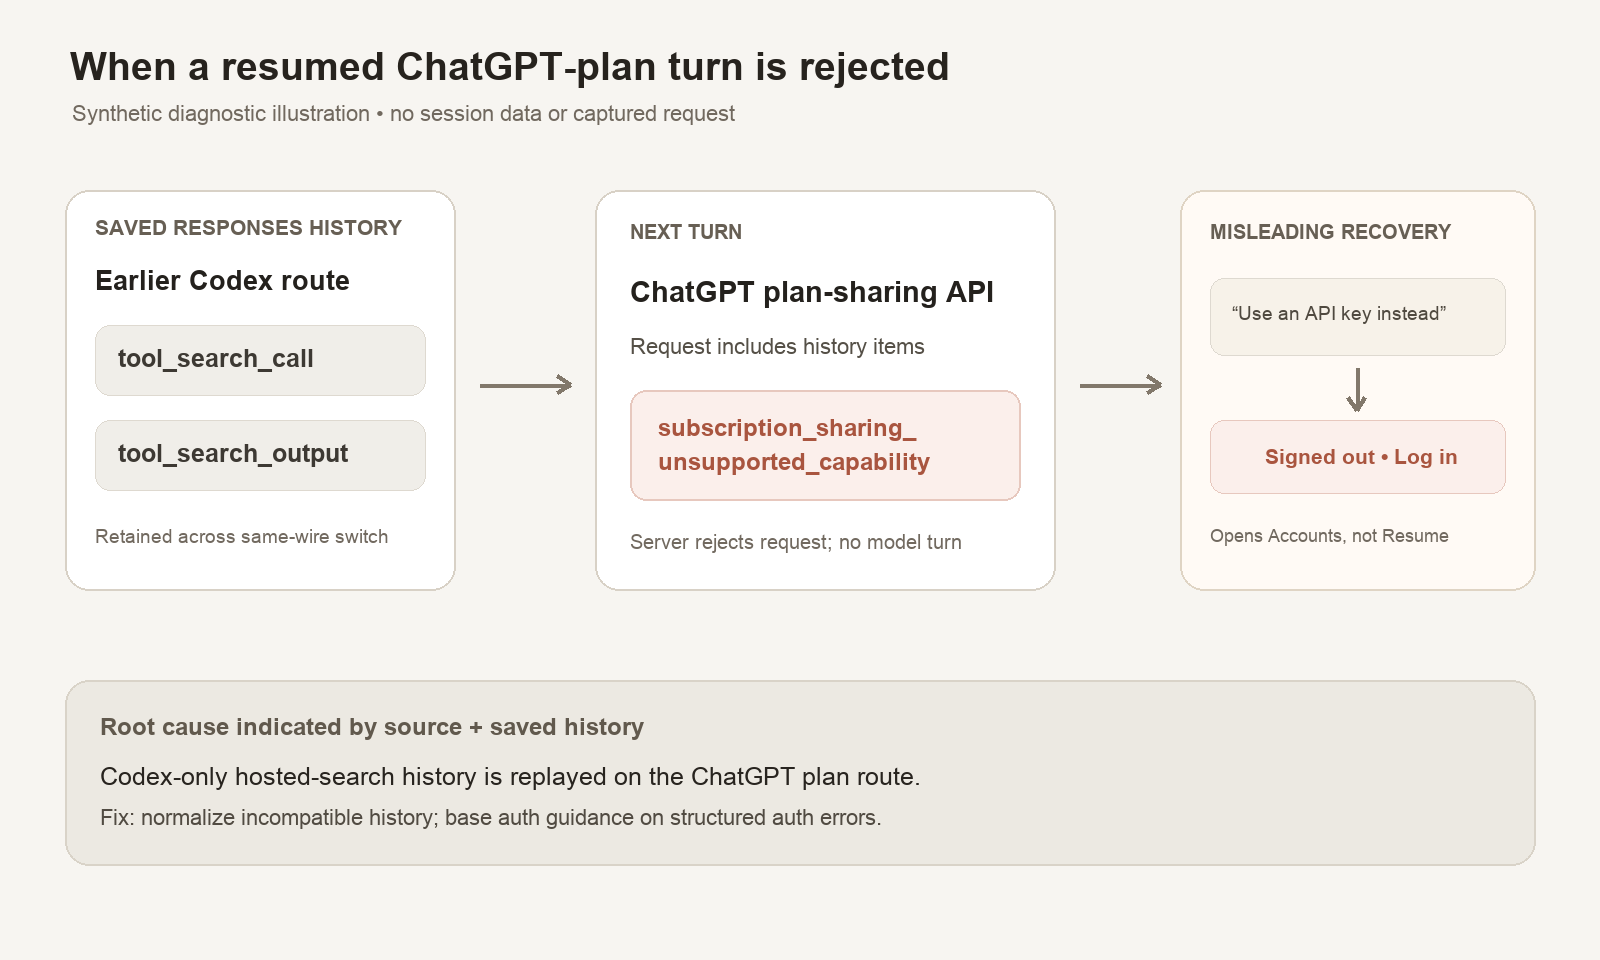 When a resumed ChatGPT-plan turn is rejected
Synthetic diagnostic illustration • no session data or captured request
SAVED RESPONSES HISTORY
Earlier Codex route
tool_search_call
tool_search_output
Retained across same-wire switch
NEXT TURN
ChatGPT plan-sharing API
Request includes history items
subscription_sharing_
unsupported_capability
Server rejects request; no model turn
MISLEADING RECOVERY
“Use an API key instead”
Signed out • Log in
Opens Accounts, not Resume
Root cause indicated by source + saved history
Codex-only hosted-search history is replayed on the ChatGPT plan route.
Fix: normalize incompatible history; base auth guidance on structured auth errors.